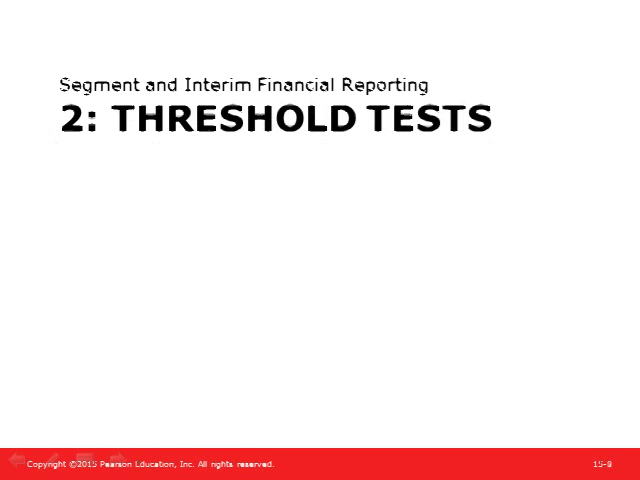 Segment and Interim Financial Reporting
2: THRESHOLD TESTS
Copyright ©2015 Pearson Education, Inc. All rights reserved.
15-9